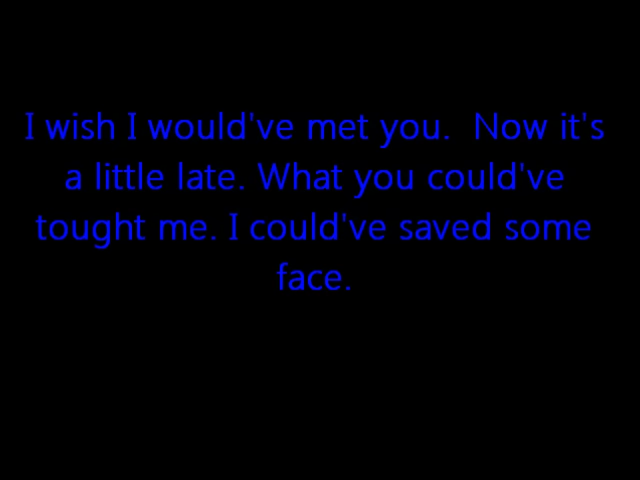 I wish I would've met you.  Now it's
a little late. What you could've
tought me. I could've saved some
face.